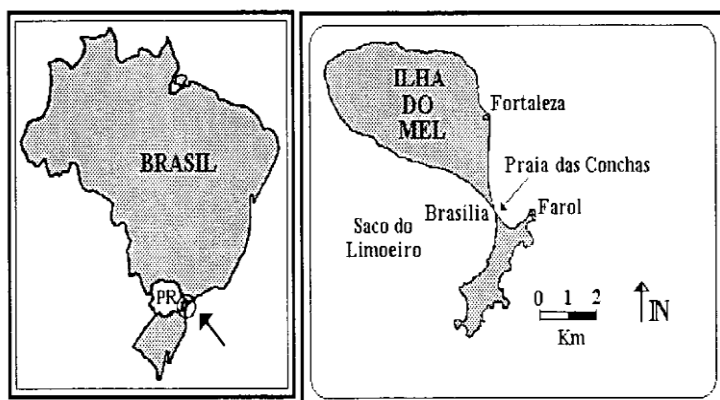 BRASIL
PR
ILHA
DO
MEL
Fortaleza
Praia das Conchas
Brasília
Farol
Saco do
Limoeiro
0 1 2
Km
N